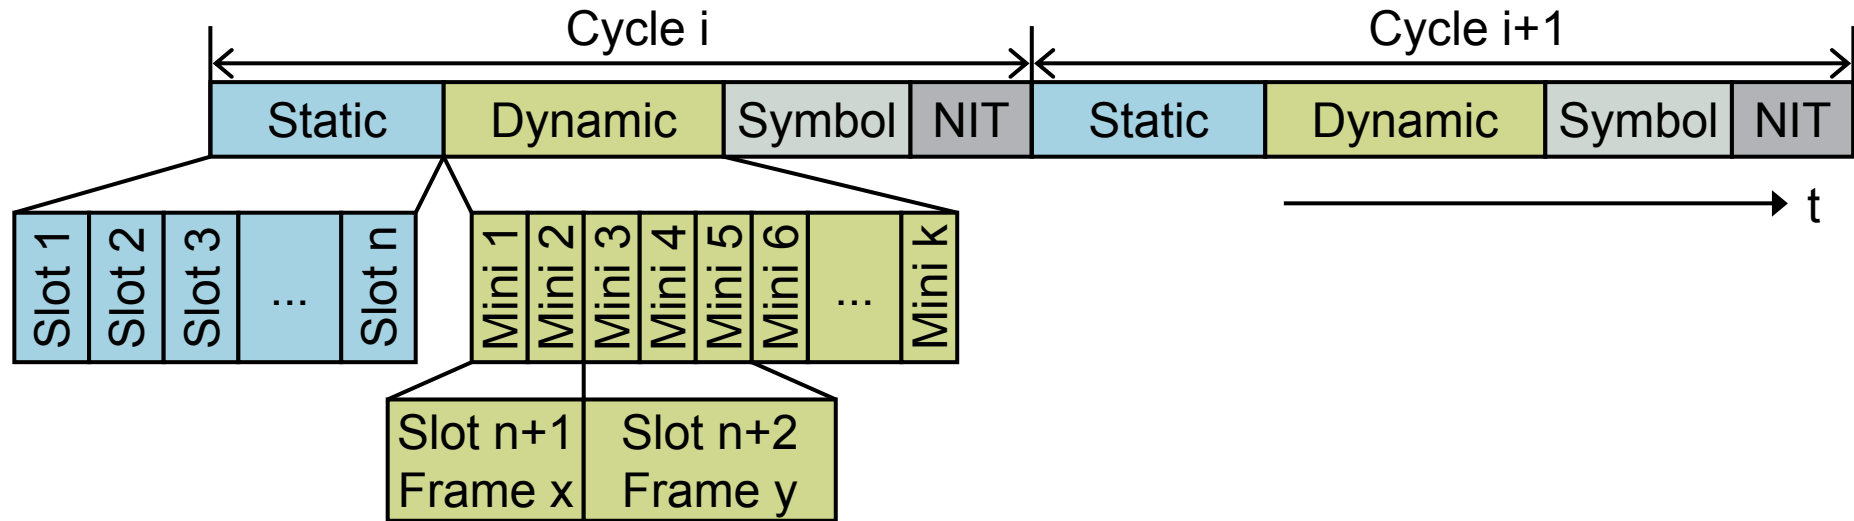 Cycle i
Cycle i+1
Static
Dynamic
Symbol
NIT
Static
Dynamic
Symbol
NIT
t
Slot 1
Slot 2
Slot 3
...
Slot n
Mini 1
Mini 2
Mini 3
Mini 4
Mini 5
Mini 6
...
Mini k
Slot n+1
Frame x
Slot n+2
Frame y